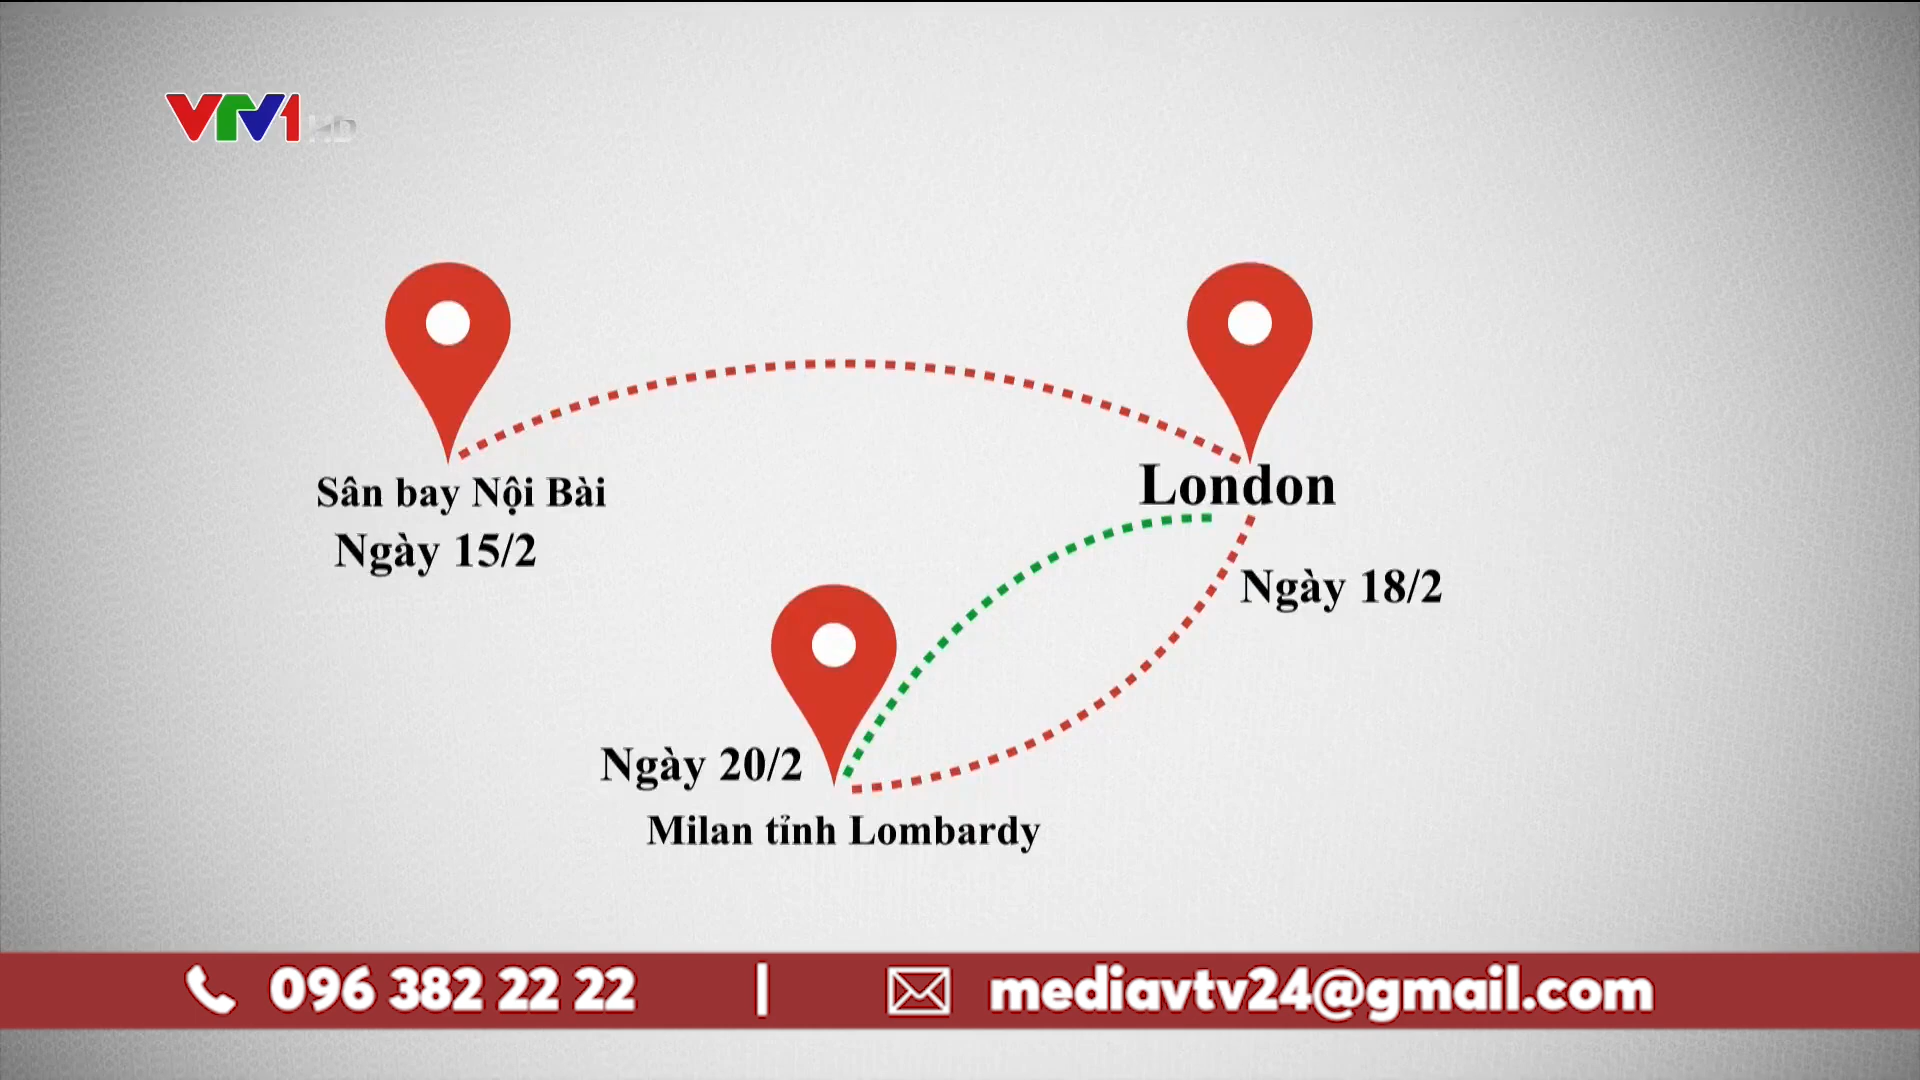 VTV1 HD
Sân bay Nội Bài
Ngày 15/2
London
Ngày 18/2
Ngày 20/2
Milan tỉnh Lombardy
096 382 22 22 | mediavtv24@gmail.com